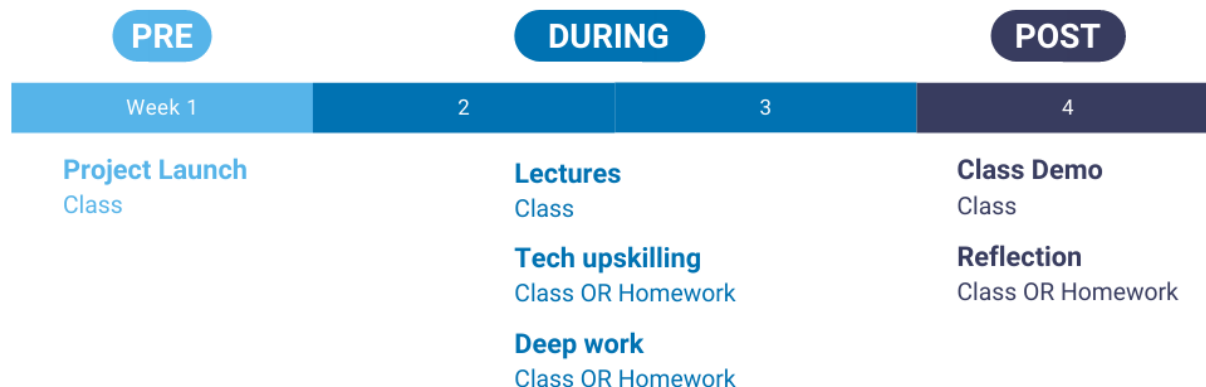 PRE
DURING
POST
Week 1
2
3
4
Project Launch
Class
Lectures
Class
Tech upskilling
Class OR Homework
Deep work
Class OR Homework
Class Demo
Class
Reflection
Class OR Homework